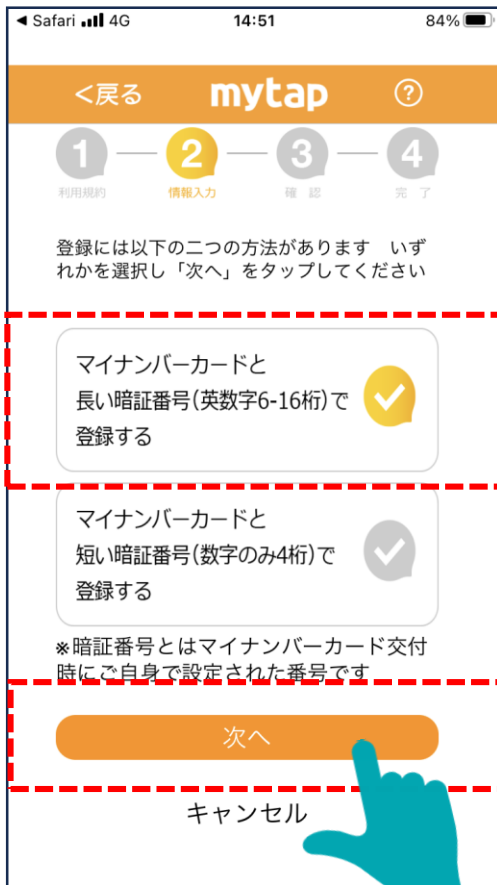 ◀ Safari 4G 14:51 84%
<戻る mytap ?
1 2 3 4
利用規約 情報入力 確認 完了
登録には以下の二つの方法があります　いず
れかを選択し「次へ」をタップしてください
マイナンバーカードと
長い暗証番号(英数字6-16桁)で
登録する
マイナンバーカードと
短い暗証番号(数字のみ4桁)で
登録する
※暗証番号とはマイナンバーカード交付
時にご自身で設定された番号です
次へ
キャンセル